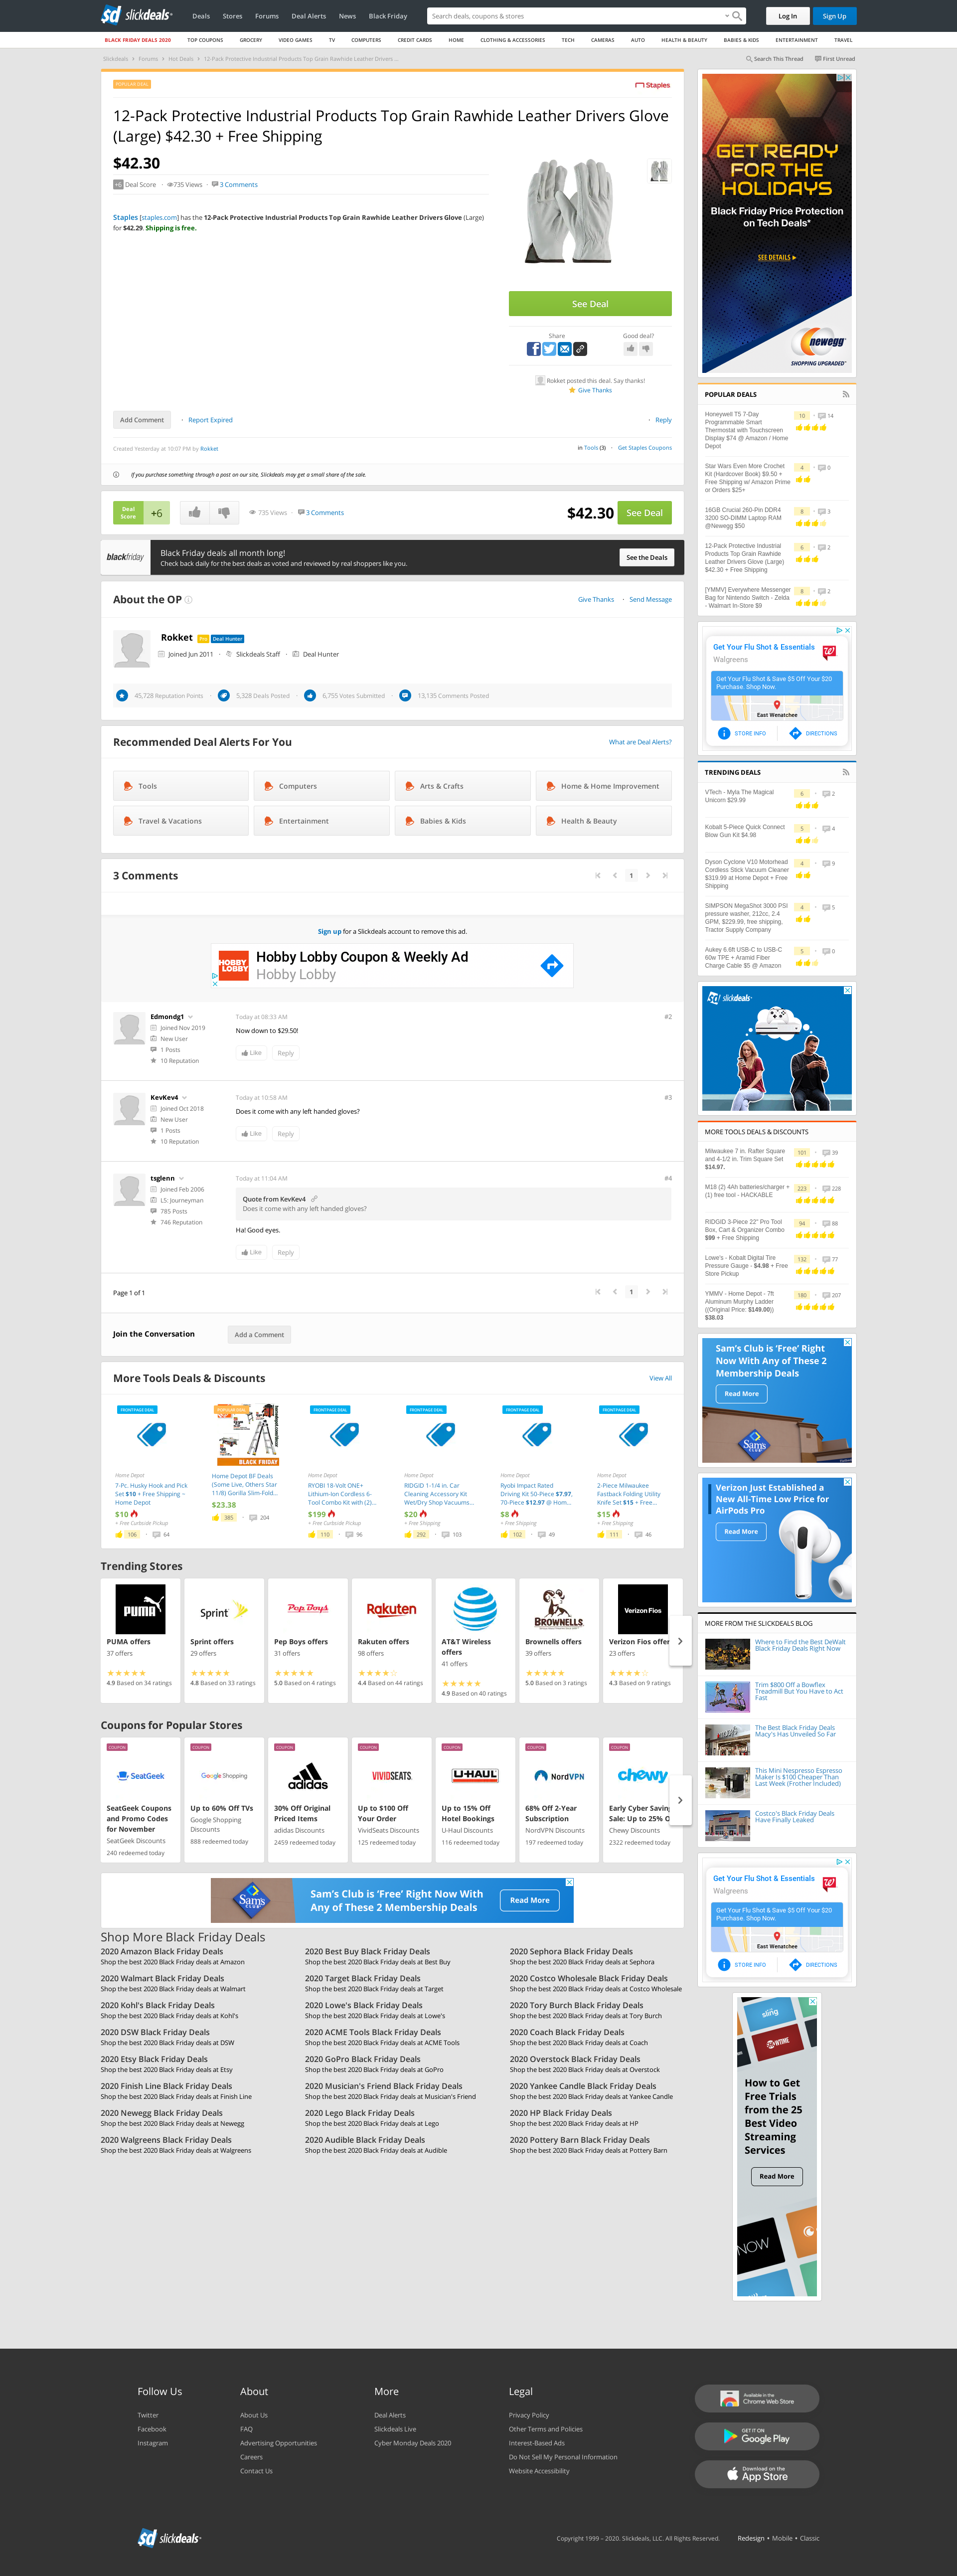 slickdeals
Deals
Stores
Forums
Deal Alerts
News
Black Friday
Search deals, coupons & stores
Log In
Sign Up
BLACK FRIDAY DEALS 2020
TOP COUPONS
GROCERY
VIDEO GAMES
TV
COMPUTERS
CREDIT CARDS
HOME
CLOTHING & ACCESSORIES
TECH
CAMERAS
AUTO
HEALTH & BEAUTY
BABIES & KIDS
ENTERTAINMENT
TRAVEL
Slickdeals > Forums > Hot Deals > 12-Pack Protective Industrial Products Top Grain Rawhide Leather Drivers ...
Search This Thread
First Unread
POPULAR DEAL
Staples
12-Pack Protective Industrial Products Top Grain Rawhide Leather Drivers Glove
(Large) $42.30 + Free Shipping
$42.30
+6 Deal Score • 735 Views • 3 Comments
Staples [staples.com] has the 12-Pack Protective Industrial Products Top Grain Rawhide Leather Drivers Glove (Large)
for $42.29. Shipping is free.
See Deal
Share
Good deal?
Rokket posted this deal. Say thanks!
Give Thanks
Add Comment
Report Expired
Reply
Created Yesterday at 10:07 PM by Rokket
in Tools (3) • Get Staples Coupons
If you purchase something through a post on our site, Slickdeals may get a small share of the sale.
Deal
Score
+6
735 Views • 3 Comments
$42.30
See Deal
blackfriday
Black Friday deals all month long!
Check back daily for the best deals as voted and reviewed by real shoppers like you.
See the Deals
About the OP
Give Thanks • Send Message
Rokket Pro Deal Hunter
Joined Jun 2011 • Slickdeals Staff • Deal Hunter
45,728 Reputation Points • 5,328 Deals Posted • 6,755 Votes Submitted • 13,135 Comments Posted
Recommended Deal Alerts For You
What are Deal Alerts?
Tools
Computers
Arts & Crafts
Home & Home Improvement
Travel & Vacations
Entertainment
Babies & Kids
Health & Beauty
3 Comments
1
Sign up for a Slickdeals account to remove this ad.
HOBBY LOBBY
Hobby Lobby Coupon & Weekly Ad
Hobby Lobby
Edmondg1
Joined Nov 2019
New User
1 Posts
10 Reputation
Today at 08:33 AM
#2
Now down to $29.50!
Like
Reply
KevKev4
Joined Oct 2018
New User
1 Posts
10 Reputation
Today at 10:58 AM
#3
Does it come with any left handed gloves?
Like
Reply
tsglenn
Joined Feb 2006
L5: Journeyman
785 Posts
746 Reputation
Today at 11:04 AM
#4
Quote from KevKev4
Does it come with any left handed gloves?
Ha! Good eyes.
Like
Reply
Page 1 of 1
1
Join the Conversation
Add a Comment
More Tools Deals & Discounts
View All
FRONTPAGE DEAL
Home Depot
7-Pc. Husky Hook and Pick
Set $10 + Free Shipping ~
Home Depot
$10
+ Free Curbside Pickup
106 • 64
POPULAR DEAL
BLACK FRIDAY
Home Depot BF Deals
(Some Live, Others Star
11/8) Gorilla Slim-Fold...
$23.38
385 • 204
FRONTPAGE DEAL
Home Depot
RYOBI 18-Volt ONE+
Lithium-Ion Cordless 6-
Tool Combo Kit with (2)...
$199
+ Free Curbside Pickup
110 • 96
FRONTPAGE DEAL
Home Depot
RIDGID 1-1/4 in. Car
Cleaning Accessory Kit
Wet/Dry Shop Vacuums...
$20
+ Free Shipping
292 • 103
FRONTPAGE DEAL
Home Depot
Ryobi Impact Rated
Driving Kit 50-Piece $7.97,
70-Piece $12.97 @ Hom...
$8
+ Free Shipping
102 • 49
FRONTPAGE DEAL
Home Depot
2-Piece Milwaukee
Fastback Folding Utility
Knife Set $15 + Free...
$15
+ Free Shipping
111 • 46
Trending Stores
PUMA
PUMA offers
37 offers
4.9 Based on 34 ratings
Sprint
Sprint offers
29 offers
4.8 Based on 33 ratings
Pep Boys
Pep Boys offers
31 offers
5.0 Based on 4 ratings
Rakuten
Rakuten offers
98 offers
4.4 Based on 44 ratings
AT&T Wireless
offers
41 offers
4.9 Based on 40 ratings
BROWNELLS
Brownells offers
39 offers
5.0 Based on 3 ratings
Verizon Fios
Verizon Fios offer
23 offers
4.3 Based on 9 ratings
Coupons for Popular Stores
COUPON
SeatGeek
SeatGeek Coupons
and Promo Codes
for November
SeatGeek Discounts
240 redeemed today
COUPON
Google Shopping
Up to 60% Off TVs
Google Shopping
Discounts
888 redeemed today
COUPON
adidas
30% Off Original
Priced Items
adidas Discounts
2459 redeemed today
COUPON
VIVIDSEATS.
Up to $100 Off
Your Order
VividSeats Discounts
125 redeemed today
COUPON
U-HAUL
Up to 15% Off
Hotel Bookings
U-Haul Discounts
116 redeemed today
COUPON
NordVPN
68% Off 2-Year
Subscription
NordVPN Discounts
197 redeemed today
COUPON
chewy
Early Cyber Saving
Sale: Up to 25% O
Chewy Discounts
2322 redeemed today
Sam's
Sam's Club is 'Free' Right Now With
Any of These 2 Membership Deals
Read More
Shop More Black Friday Deals
2020 Amazon Black Friday Deals
Shop the best 2020 Black Friday deals at Amazon
2020 Best Buy Black Friday Deals
Shop the best 2020 Black Friday deals at Best Buy
2020 Sephora Black Friday Deals
Shop the best 2020 Black Friday deals at Sephora
2020 Walmart Black Friday Deals
Shop the best 2020 Black Friday deals at Walmart
2020 Target Black Friday Deals
Shop the best 2020 Black Friday deals at Target
2020 Costco Wholesale Black Friday Deals
Shop the best 2020 Black Friday deals at Costco Wholesale
2020 Kohl's Black Friday Deals
Shop the best 2020 Black Friday deals at Kohl's
2020 Lowe's Black Friday Deals
Shop the best 2020 Black Friday deals at Lowe's
2020 Tory Burch Black Friday Deals
Shop the best 2020 Black Friday deals at Tory Burch
2020 DSW Black Friday Deals
Shop the best 2020 Black Friday deals at DSW
2020 ACME Tools Black Friday Deals
Shop the best 2020 Black Friday deals at ACME Tools
2020 Coach Black Friday Deals
Shop the best 2020 Black Friday deals at Coach
2020 Etsy Black Friday Deals
Shop the best 2020 Black Friday deals at Etsy
2020 GoPro Black Friday Deals
Shop the best 2020 Black Friday deals at GoPro
2020 Overstock Black Friday Deals
Shop the best 2020 Black Friday deals at Overstock
2020 Finish Line Black Friday Deals
Shop the best 2020 Black Friday deals at Finish Line
2020 Musician's Friend Black Friday Deals
Shop the best 2020 Black Friday deals at Musician's Friend
2020 Yankee Candle Black Friday Deals
Shop the best 2020 Black Friday deals at Yankee Candle
2020 Newegg Black Friday Deals
Shop the best 2020 Black Friday deals at Newegg
2020 Lego Black Friday Deals
Shop the best 2020 Black Friday deals at Lego
2020 HP Black Friday Deals
Shop the best 2020 Black Friday deals at HP
2020 Walgreens Black Friday Deals
Shop the best 2020 Black Friday deals at Walgreens
2020 Audible Black Friday Deals
Shop the best 2020 Black Friday deals at Audible
2020 Pottery Barn Black Friday Deals
Shop the best 2020 Black Friday deals at Pottery Barn
GET READY
FOR THE
HOLIDAYS
Black Friday Price Protection
on Tech Deals*
SEE DETAILS
newegg
SHOPPING UPGRADED
POPULAR DEALS
Honeywell T5 7-Day
Programmable Smart
Thermostat with Touchscreen
Display $74 @ Amazon / Home
Depot
10 • 14
Star Wars Even More Crochet
Kit (Hardcover Book) $9.50 +
Free Shipping w/ Amazon Prime
or Orders $25+
4 • 0
16GB Crucial 260-Pin DDR4
3200 SO-DIMM Laptop RAM
@Newegg $50
8 • 3
12-Pack Protective Industrial
Products Top Grain Rawhide
Leather Drivers Glove (Large)
$42.30 + Free Shipping
6 • 2
[YMMV] Everywhere Messenger
Bag for Nintendo Switch - Zelda
- Walmart In-Store $9
8 • 2
Get Your Flu Shot & Essentials
Walgreens
Get Your Flu Shot & Save $5 Off Your $20
Purchase. Shop Now.
East Wenatchee
STORE INFO
DIRECTIONS
TRENDING DEALS
VTech - Myla The Magical
Unicorn $29.99
6 • 2
Kobalt 5-Piece Quick Connect
Blow Gun Kit $4.98
5 • 4
Dyson Cyclone V10 Motorhead
Cordless Stick Vacuum Cleaner
$319.99 at Home Depot + Free
Shipping
4 • 9
SIMPSON MegaShot 3000 PSI
pressure washer, 212cc, 2.4
GPM, $229.99, free shipping,
Tractor Supply Company
4 • 5
Aukey 6.6ft USB-C to USB-C
60w TPE + Aramid Fiber
Charge Cable $5 @ Amazon
5 • 0
slickdeals
MORE TOOLS DEALS & DISCOUNTS
Milwaukee 7 in. Rafter Square
and 4-1/2 in. Trim Square Set
$14.97.
101 • 39
M18 (2) 4Ah batteries/charger +
(1) free tool - HACKABLE
223 • 228
RIDGID 3-Piece 22" Pro Tool
Box, Cart & Organizer Combo
$99 + Free Shipping
94 • 88
Lowe's - Kobalt Digital Tire
Pressure Gauge - $4.98 + Free
Store Pickup
132 • 77
YMMV - Home Depot - 7ft
Aluminum Murphy Ladder
((Original Price: $149.00))
$38.03
180 • 207
Sam's Club is 'Free' Right
Now With Any of These 2
Membership Deals
Read More
Sam's
Verizon Just Established a
New All-Time Low Price for
AirPods Pro
Read More
MORE FROM THE SLICKDEALS BLOG
Where to Find the Best DeWalt
Black Friday Deals Right Now
Trim $800 Off a Bowflex
Treadmill But You Have to Act
Fast
The Best Black Friday Deals
Macy's Has Unveiled So Far
This Mini Nespresso Espresso
Maker Is $100 Cheaper Than
Last Week (Frother Included)
Costco's Black Friday Deals
Have Finally Leaked
Get Your Flu Shot & Essentials
Walgreens
Get Your Flu Shot & Save $5 Off Your $20
Purchase. Shop Now.
East Wenatchee
STORE INFO
DIRECTIONS
sling
SHOWTIME
How to Get
Free Trials
from the 25
Best Video
Streaming
Services
Read More
NOW
Follow Us
Twitter
Facebook
Instagram
About
About Us
FAQ
Advertising Opportunities
Careers
Contact Us
More
Deal Alerts
Slickdeals Live
Cyber Monday Deals 2020
Legal
Privacy Policy
Other Terms and Policies
Interest-Based Ads
Do Not Sell My Personal Information
Website Accessibility
Available in the
Chrome Web Store
GET IT ON
Google Play
Download on the
App Store
slickdeals
Copyright 1999 - 2020. Slickdeals, LLC. All Rights Reserved.
Redesign • Mobile • Classic